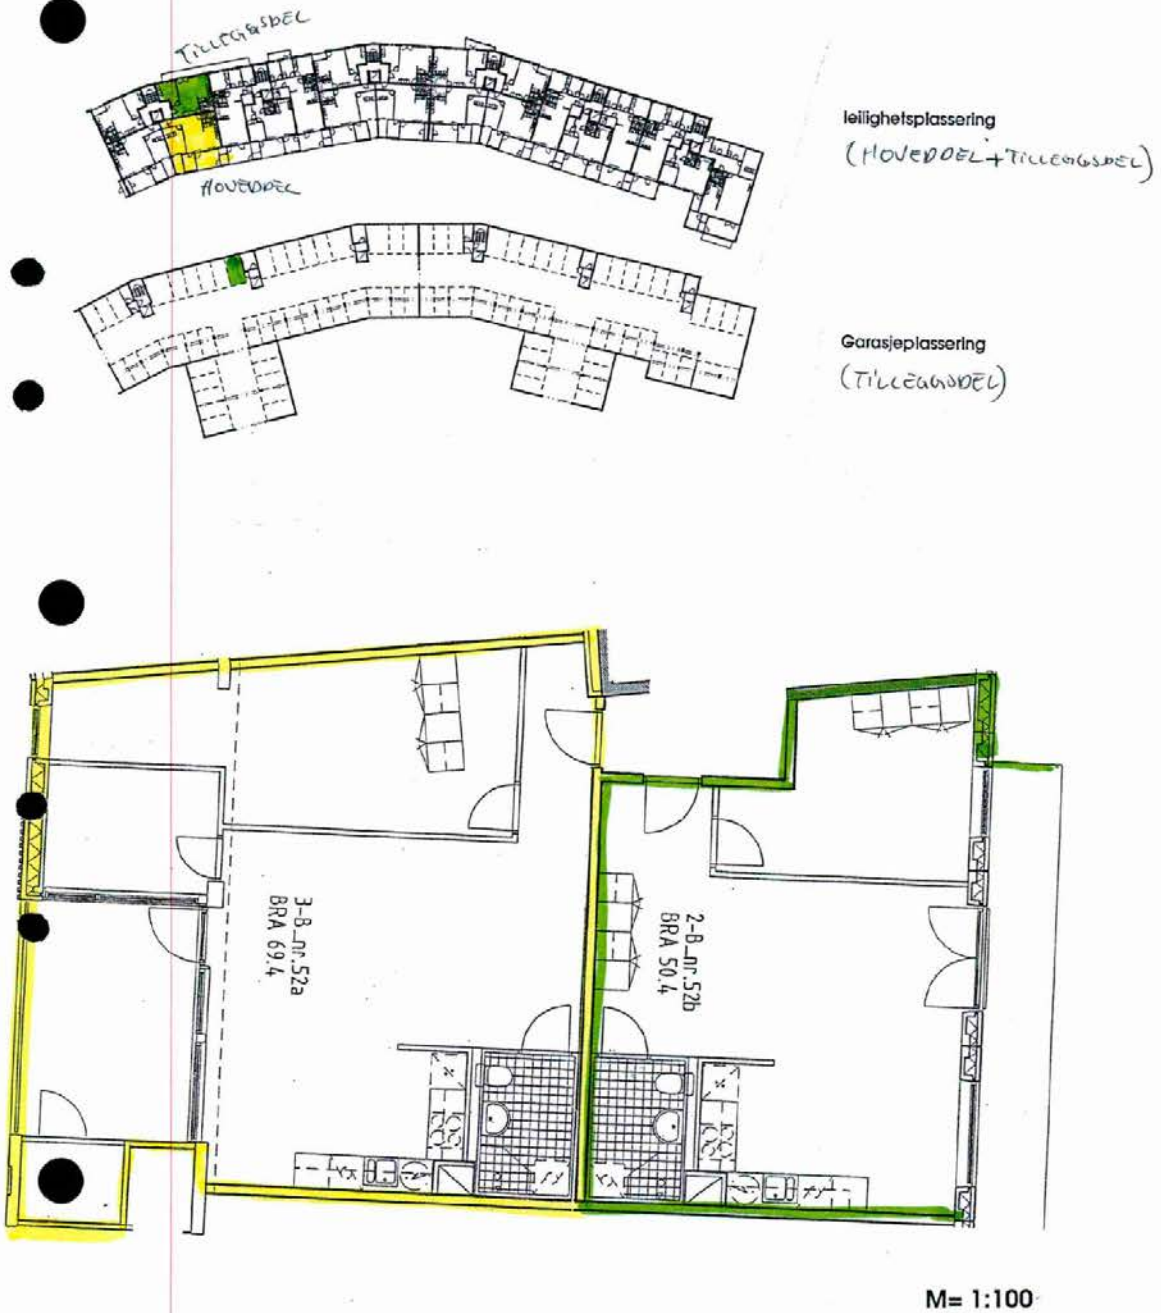 TILLEGGSDEL
leilighetsplassering
(HOVEDDEL + TILLEGGSDEL)
HOVEDDEL
Garasjeplassering
(TILLEGGSDEL)
3-B_nr.52a
BRA 69.4
2-B_nr.52b
BRA 50.4
M= 1:100